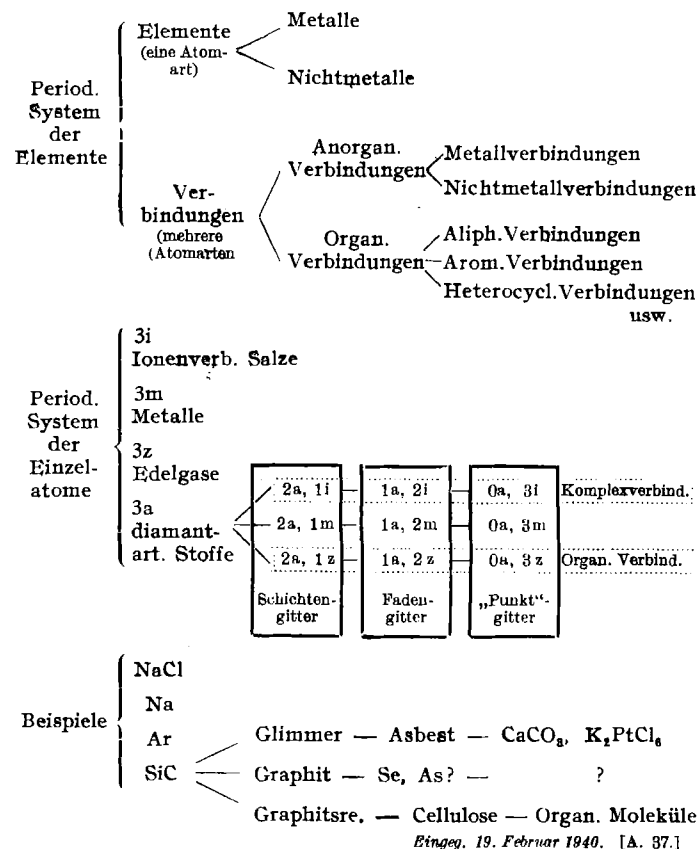 Elemente
(eine Atom-
art)
Metalle
Nichtmetalle
Period.
System
der
Elemente
Ver-
bindungen
(mehrere
(Atomarten
Anorgan.
Verbindungen
Metallverbindungen
Nichtmetallverbindungen
Organ.
Verbindungen
Aliph. Verbindungen
Arom. Verbindungen
Heterocycl. Verbindungen
usw.
Period.
System
der
Einzel-
atome
3i
Ionenverb. Salze
3m
Metalle
3z
Edelgase
3a
diamant-
art. Stoffe
2a, 1i — 1a, 2i — 0a, 3i Komplexverbind.
2a, 1m — 1a, 2m — 0a, 3m
2a, 1z — 1a, 2z — 0a, 3z Organ. Verbind.
Schichten-
gitter
Faden-
gitter
„Punkt"-
gitter
Beispiele
NaCl
Na
Ar
SiC
Glimmer — Asbest — CaCO₃, K₂PtCl₆
Graphit — Se, As? — ?
Graphitsre. — Cellulose — Organ. Moleküle
Eingeg. 19. Februar 1940. [A. 37.]